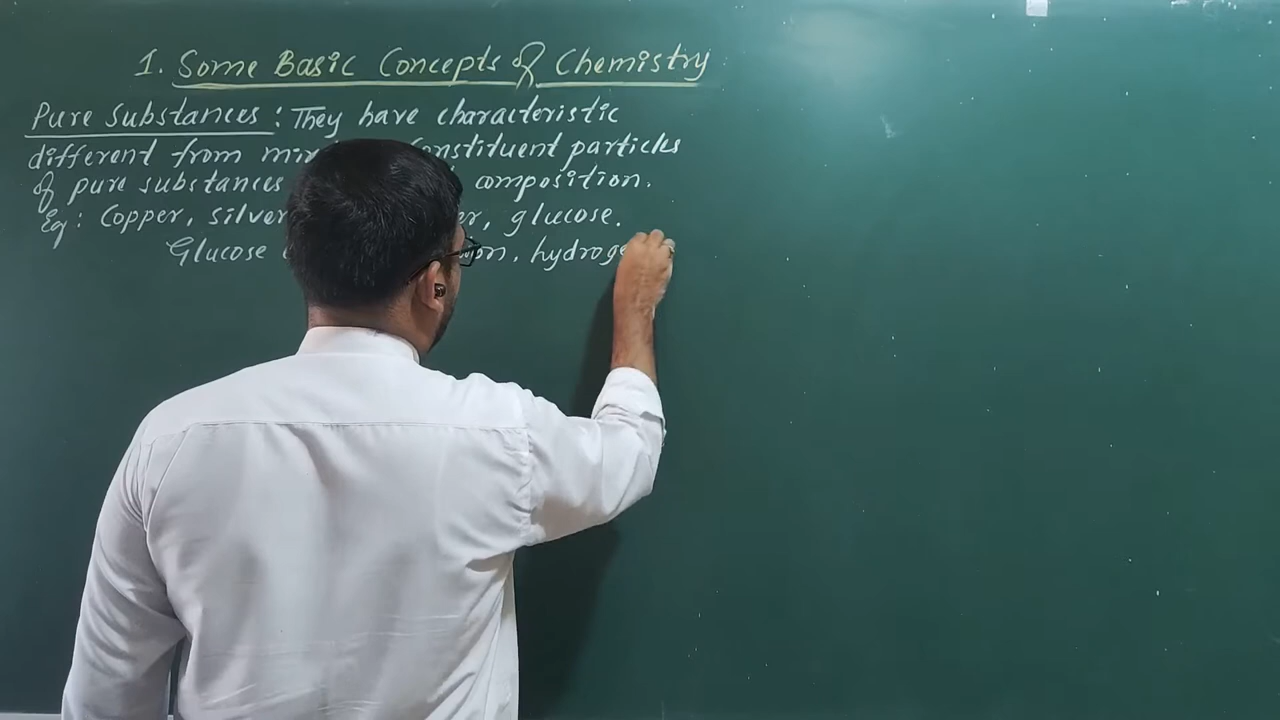 1. Some Basic Concepts of Chemistry
Pure Substances : They have characteristic
different from constituent particles
of pure substances composition.
Eg : Copper, silver glucose.
Glucose hydroge